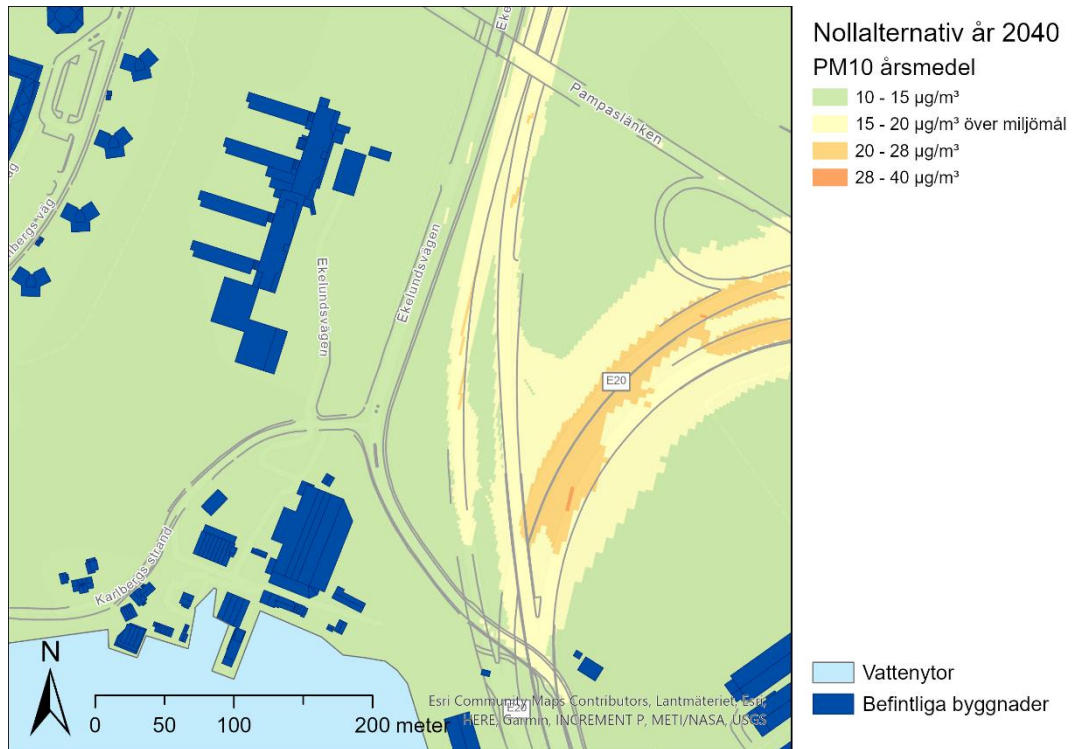 Nollalternativ år 2040
PM10 årsmedel
10 - 15 µg/m³
15 - 20 µg/m³ över miljömål
20 - 28 µg/m³
28 - 40 µg/m³
Pampaslänken
Ekelundsvägen
Ekelundsvägen
E20
Karlbergs strand
N
0 50 100 200 meter
Esri Community Maps Contributors, Lantmäteriet, Esri,
HERE, Garmin, INCREMENT P, METI/NASA, USGS
E20
Vattenytor
Befintliga byggnader